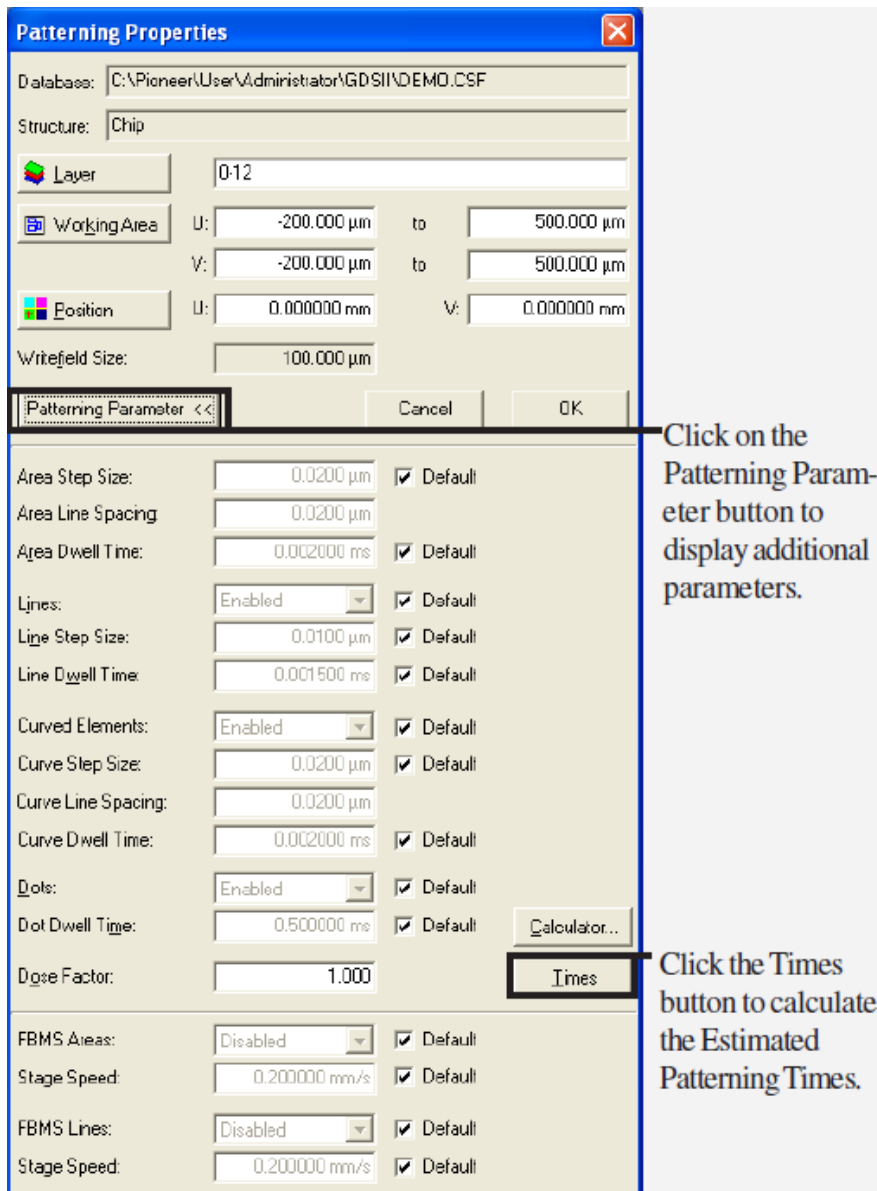 Patterning Properties
Database: C:\Pioneer\User\Administrator\GDSII\DEMO.CSF
Structure: Chip
Layer 0-12
Working Area U: -200.000 µm to 500.000 µm
V: -200.000 µm to 500.000 µm
Position U: 0.000000 mm V: 0.000000 mm
Writefield Size: 100.000 µm
Patterning Parameter << Cancel OK
Click on the
Patterning Param-
eter button to
display additional
parameters.
Area Step Size: 0.0200 µm Default
Area Line Spacing: 0.0200 µm
Area Dwell Time: 0.002000 ms Default
Lines: Enabled Default
Line Step Size: 0.0100 µm Default
Line Dwell Time: 0.001500 ms Default
Curved Elements: Enabled Default
Curve Step Size: 0.0200 µm Default
Curve Line Spacing: 0.0200 µm
Curve Dwell Time: 0.002000 ms Default
Dots: Enabled Default
Dot Dwell Time: 0.500000 ms Default Calculator...
Dose Factor: 1.000 Times
Click the Times
button to calculate
the Estimated
Patterning Times.
FBMS Areas: Disabled Default
Stage Speed: 0.200000 mm/s Default
FBMS Lines: Disabled Default
Stage Speed: 0.200000 mm/s Default